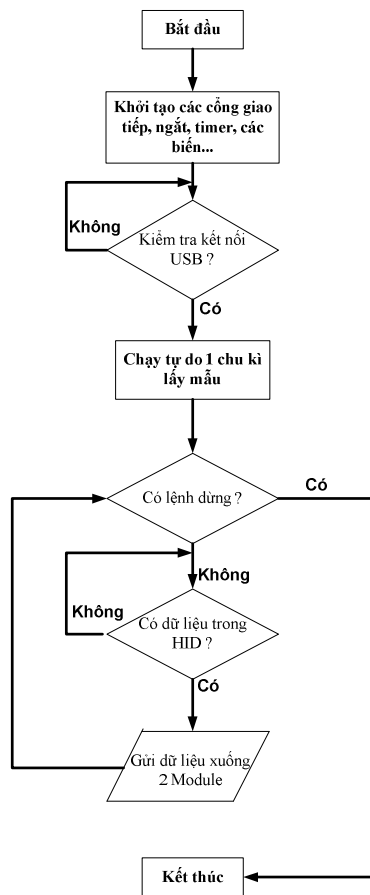 Bắt đầu
Khởi tạo các cổng giao
tiếp, ngắt, timer, các
biến...
Không
Kiểm tra kết nối
USB ?
Có
Chạy tự do 1 chu kì
lấy mẫu
Có lệnh dừng ?
Có
Không
Không
Có dữ liệu trong
HID ?
Có
Gửi dữ liệu xuống
2 Module
Kết thúc